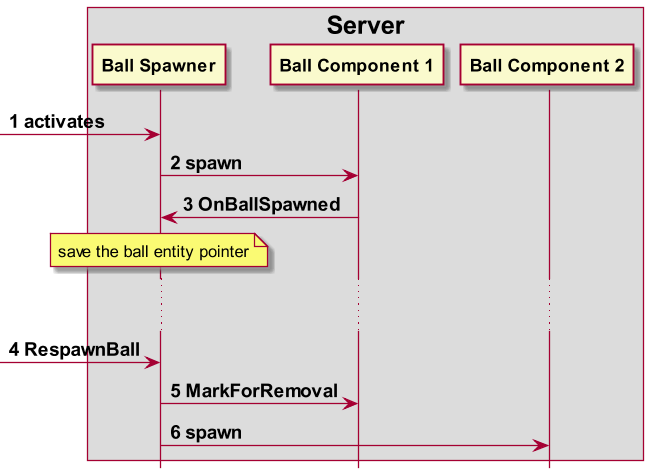 Server
Ball Spawner
Ball Component 1
Ball Component 2
1 activates
2 spawn
3 OnBallSpawned
save the ball entity pointer
4 RespawnBall
5 MarkForRemoval
6 spawn